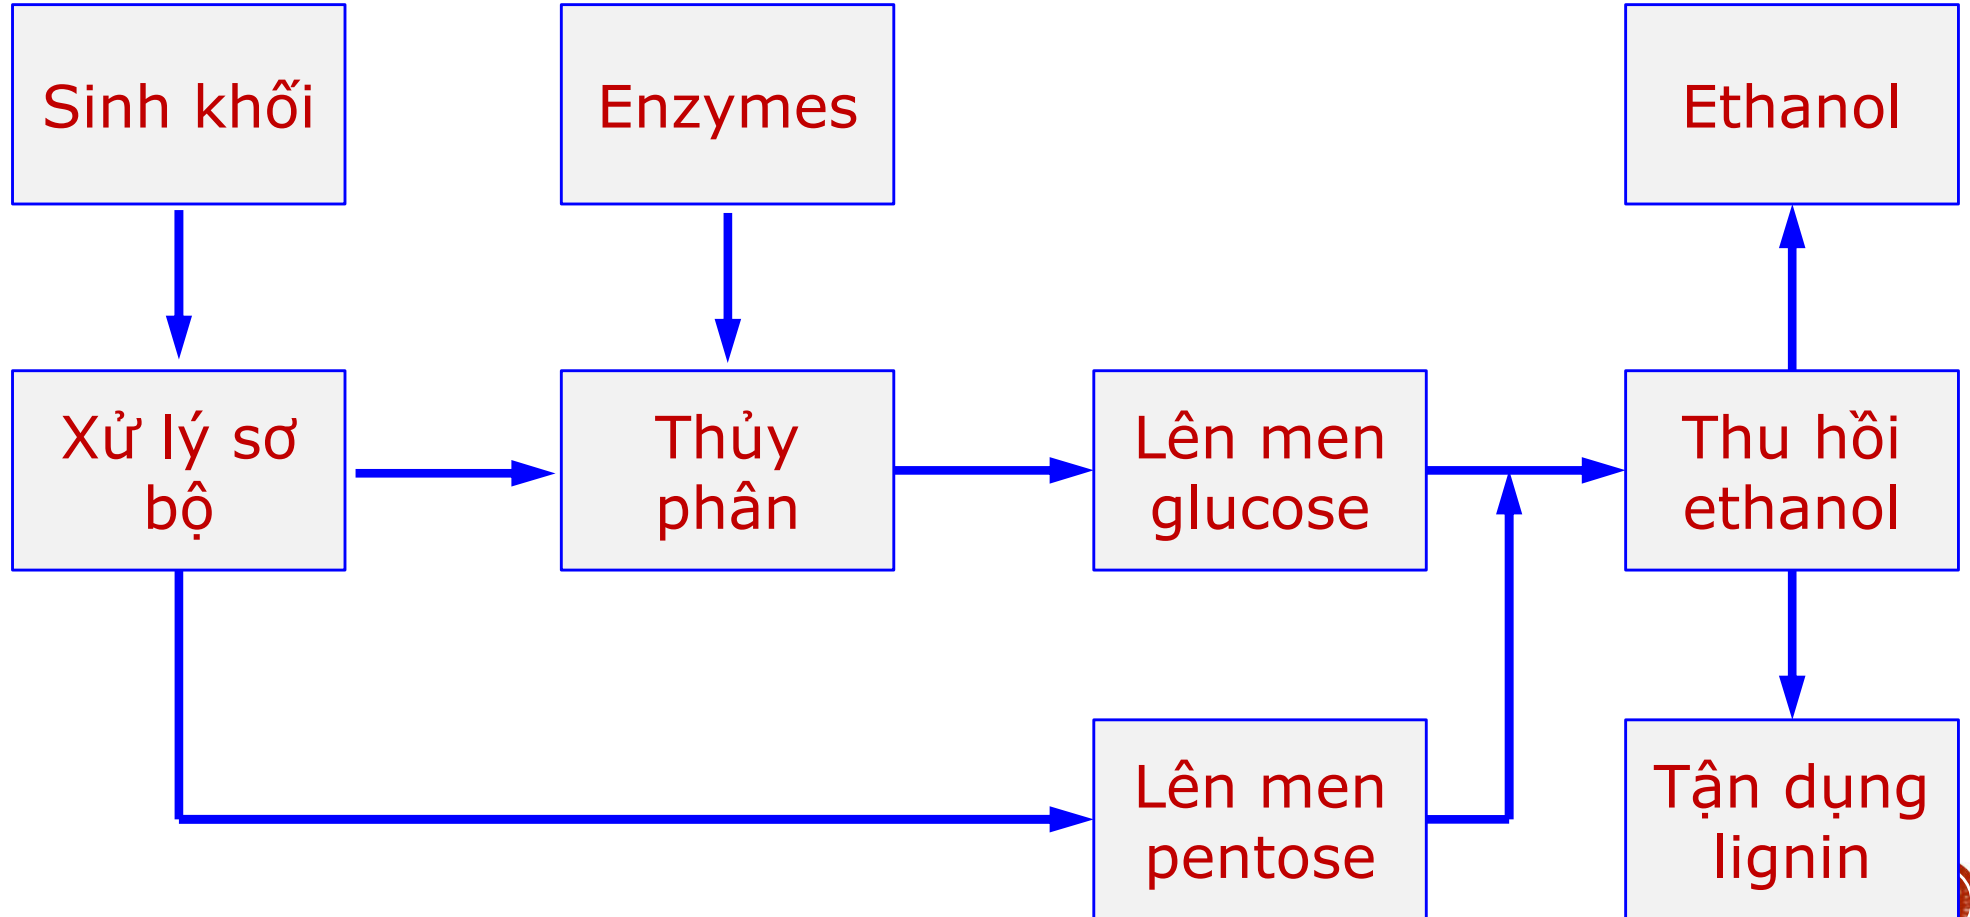 Sinh khối
Enzymes
Ethanol
Xử lý sơ
bộ
Thủy
phân
Lên men
glucose
Thu hồi
ethanol
Lên men
pentose
Tận dụng
lignin